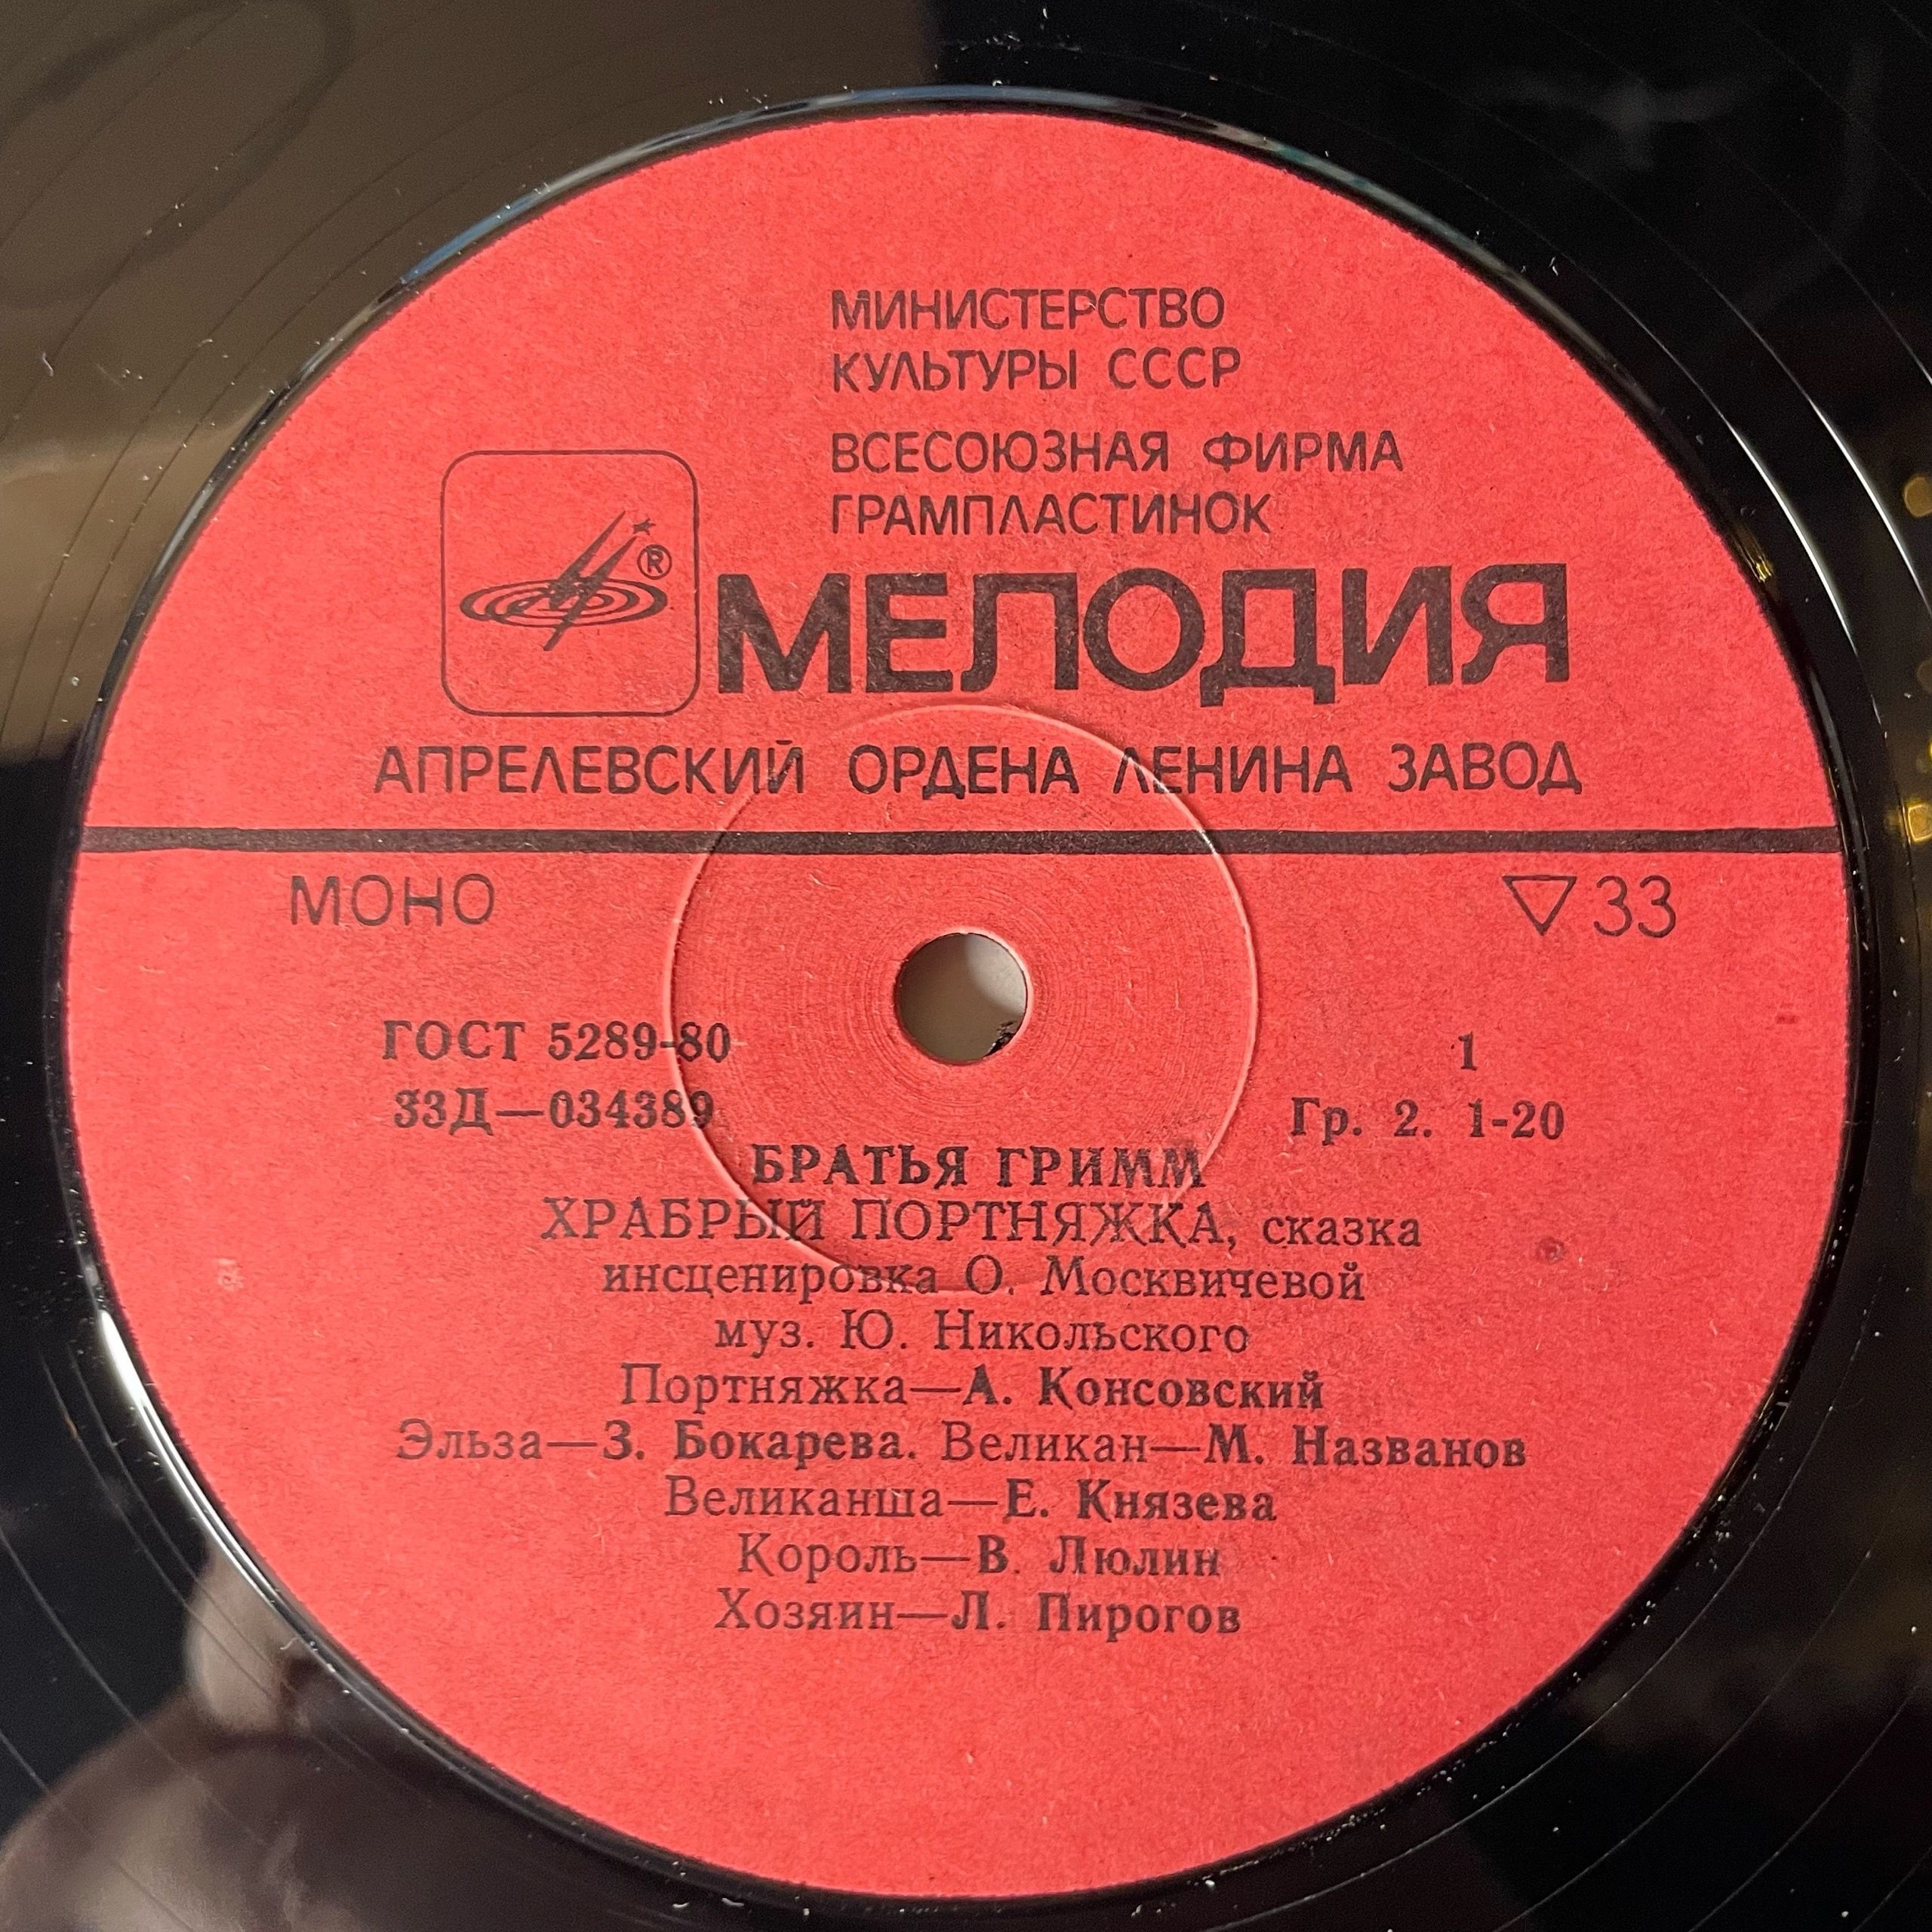 МИНИСТЕРСТВО
КУЛЬТУРЫ СССР
ВСЕСОЮЗНАЯ ФИРМА
ГРАМПЛАСТИНОК
® МЕЛОДИЯ
АПРЕЛЕВСКИЙ ОРДЕНА ЛЕНИНА ЗАВОД
МОНО ▽33
ГОСТ 5289-80 1
33Д—034389 Гр. 2. 1-20
БРАТЬЯ ГРИММ
ХРАБРЫЙ ПОРТНЯЖКА, сказка
инсценировка О. Москвичевой
муз. Ю. Никольского
Портняжка—А. Консовский
Эльза—З. Бокарева. Великан—М. Названов
Великанша—Е. Князева
Король—В. Люлин
Хозяин—Л. Пирогов